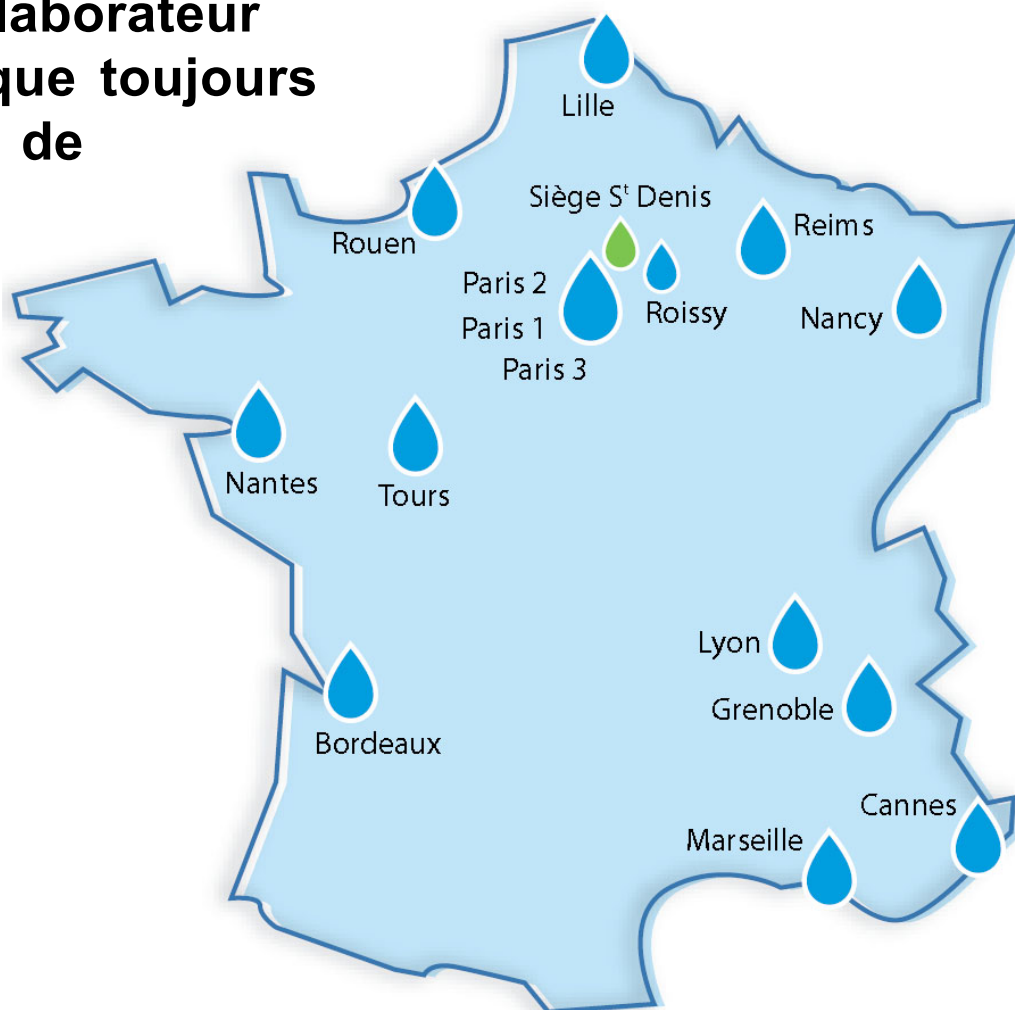 laborateur
que toujours
de
Lille
Siège Sᵗ Denis
Rouen
Reims
Paris 2
Roissy
Nancy
Paris 1
Paris 3
Nantes
Tours
Lyon
Grenoble
Bordeaux
Cannes
Marseille